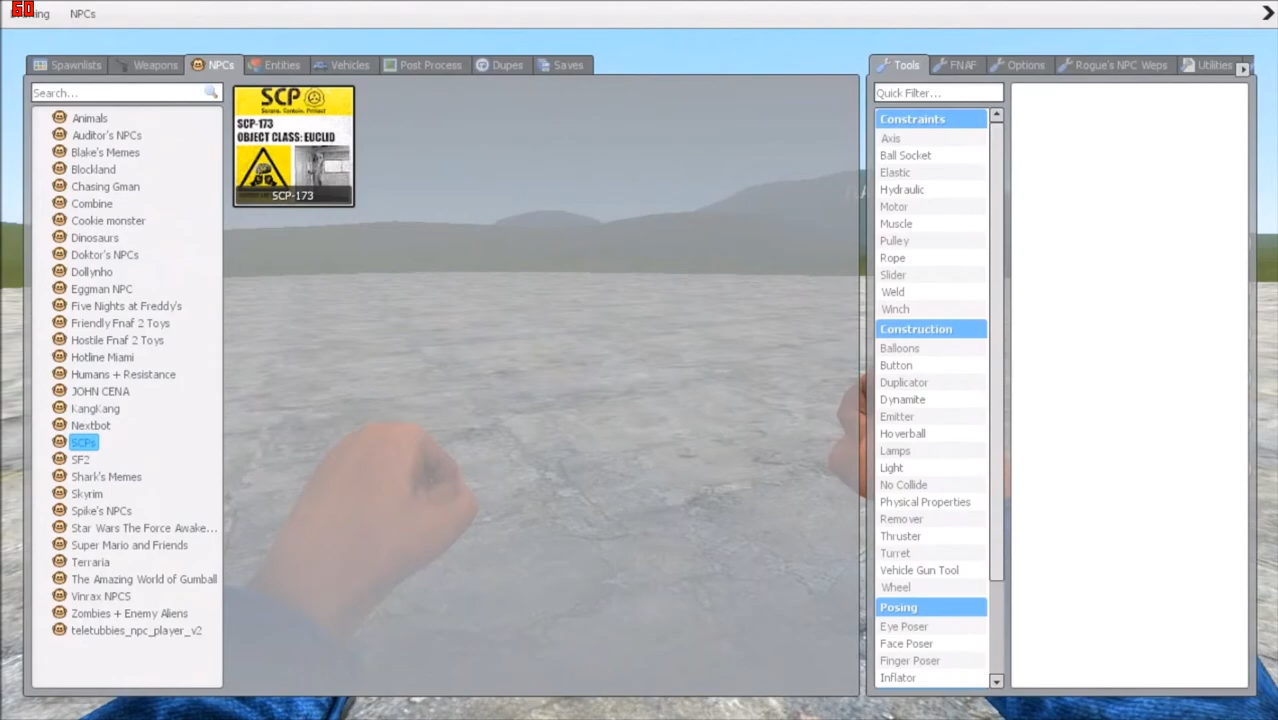 60
NPCs
Spawnlists
Weapons
NPCs
Entities
Vehicles
Post Process
Dupes
Saves
Search...
Animals
Auditor's NPCs
Blake's Memes
Blockland
Chasing Gman
Combine
Cookie monster
Dinosaurs
Doktor's NPCs
Dollynho
Eggman NPC
Five Nights at Freddy's
Friendly Fnaf 2 Toys
Hostile Fnaf 2 Toys
Hotline Miami
Humans + Resistance
JOHN CENA
KangKang
Nextbot
SCPs
SF2
Shark's Memes
Skyrim
Spike's NPCs
Star Wars The Force Awake...
Super Mario and Friends
Terraria
The Amazing World of Gumball
Vinrax NPCS
Zombies + Enemy Aliens
teletubbies_npc_player_v2
SCP
Secure. Contain. Protect
SCP-173
OBJECT CLASS: EUCLID
SCP-173
Tools
FNAF
Options
Rogue's NPC Weps
Utilities
Quick Filter...
Constraints
Axis
Ball Socket
Elastic
Hydraulic
Motor
Muscle
Pulley
Rope
Slider
Weld
Winch
Construction
Balloons
Button
Duplicator
Dynamite
Emitter
Hoverball
Lamps
Light
No Collide
Physical Properties
Remover
Thruster
Turret
Vehicle Gun Tool
Wheel
Posing
Eye Poser
Face Poser
Finger Poser
Inflator